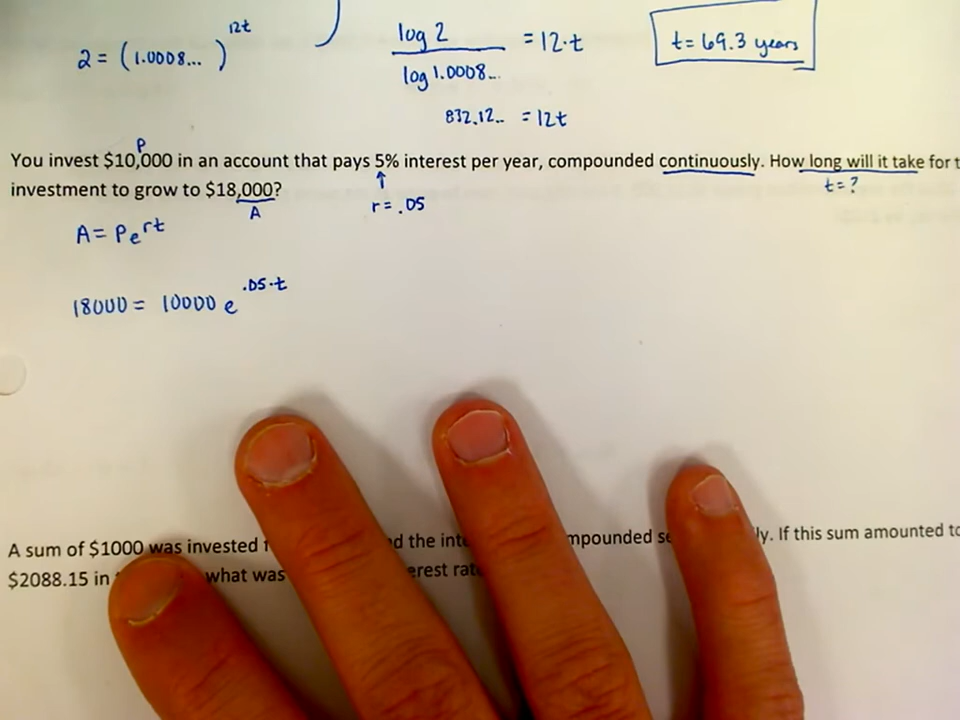 2 = (1.0008...)^12t
log 2 / log 1.0008... = 12·t
t = 69.3 years
832.12.. = 12t
P
You invest $10,000 in an account that pays 5% interest per year, compounded continuously. How long will it take for t
investment to grow to $18,000?
t = ?
A
r = .05
A = Pe^rt
18000 = 10000 e^.05·t
A sum of $1000 was invested mpounded ly. If this sum amounted to
$2088.15 in what was erest